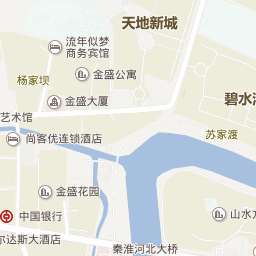 天地新城
流年似梦
商务宾馆
杨家坝
金盛公寓
金盛大厦
碧水
艺术馆
苏家渡
尚客优连锁酒店
金盛花园
中国银行
山水
尔达斯大酒店
秦淮河北大桥